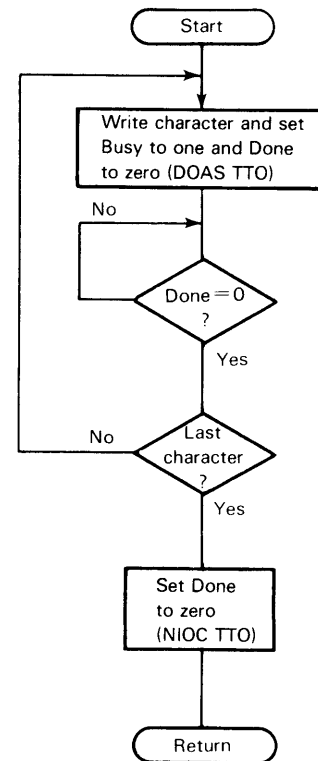 Start
Write character and set
Busy to one and Done
to zero (DOAS TTO)
No
Done = 0
?
Yes
No
Last
character
?
Yes
Set Done
to zero
(NIOC TTO)
Return